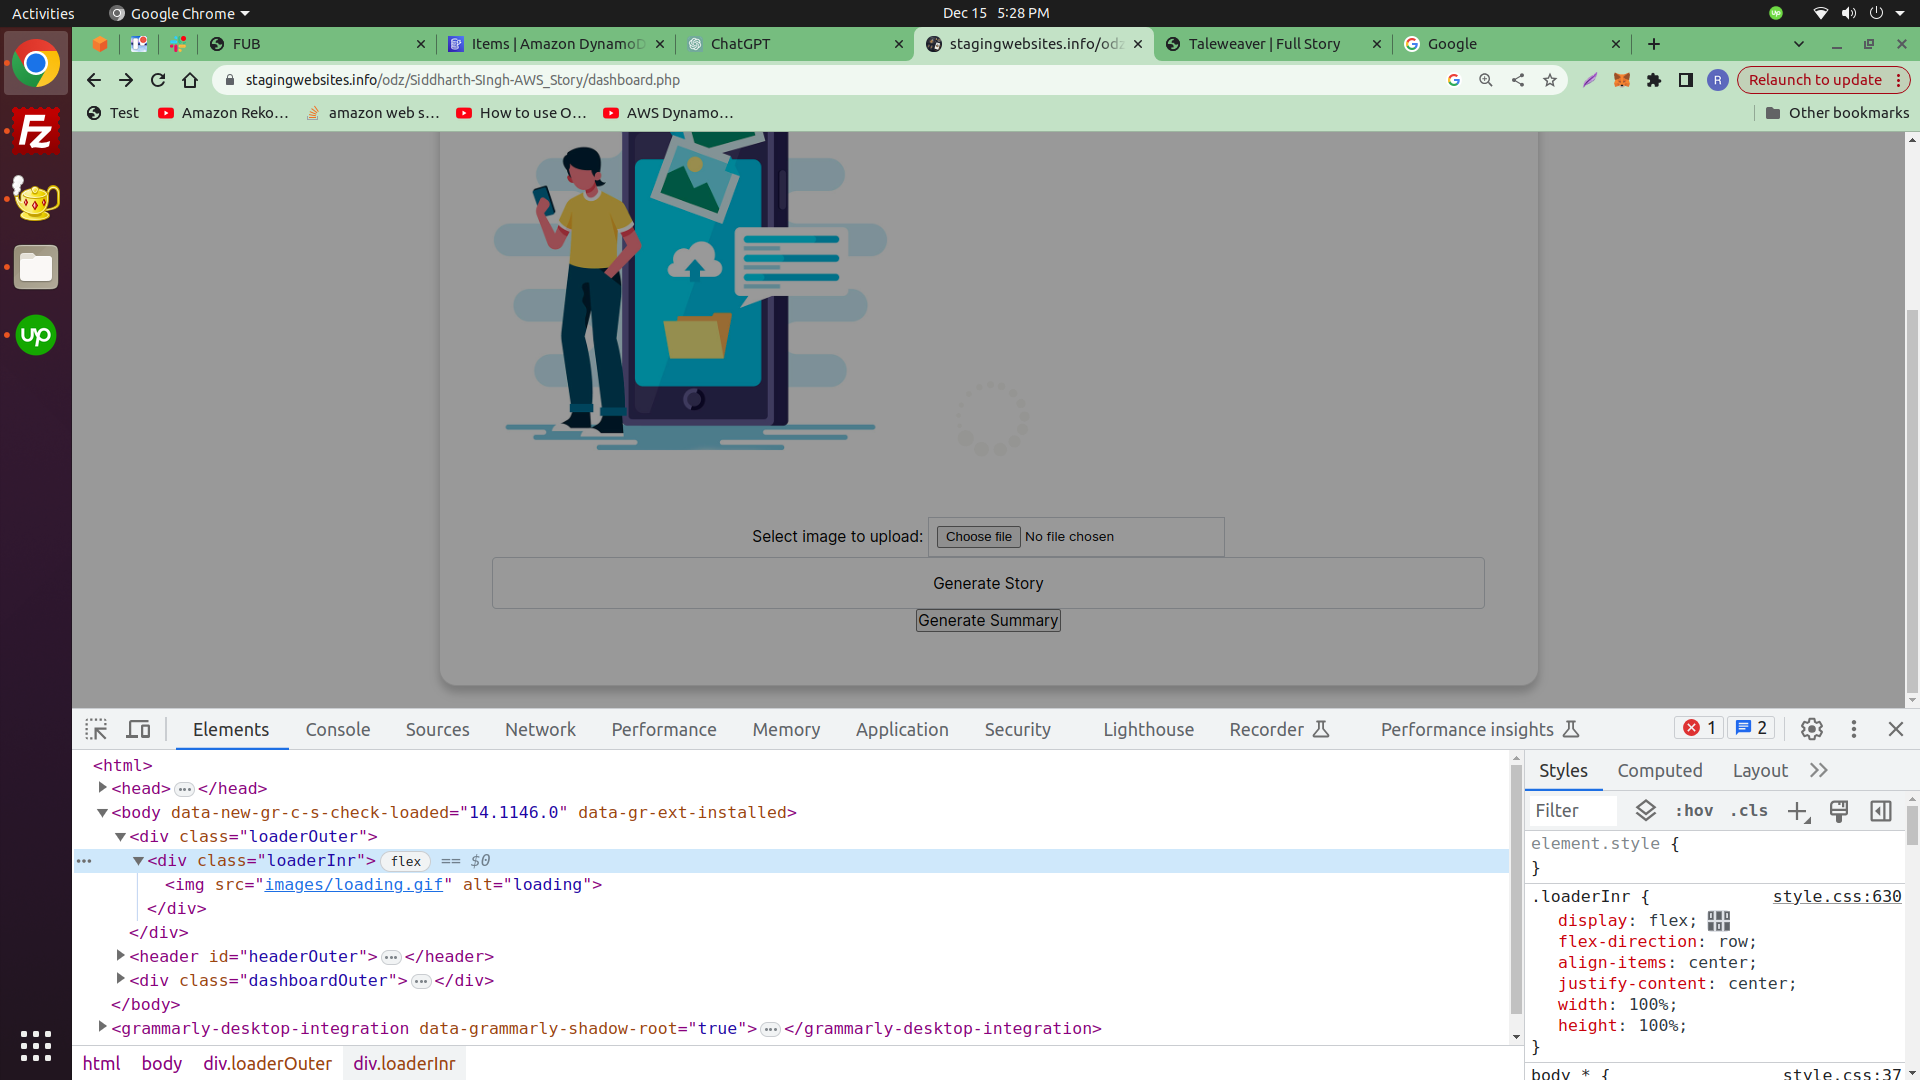 Activities
Google Chrome
Dec 15 5:28 PM
up
FUB
Items | Amazon DynamoD
ChatGPT
stagingwebsites.info/odz
Taleweaver | Full Story
Google
stagingwebsites.info/odz/Siddharth-SIngh-AWS_Story/dashboard.php
R
Relaunch to update
Test
Amazon Reko...
amazon web s...
How to use O...
AWS Dynamo...
Other bookmarks
Fz
up
Select image to upload:
Choose file
No file chosen
Generate Story
Generate Summary
Elements
Console
Sources
Network
Performance
Memory
Application
Security
Lighthouse
Recorder
Performance insights
1
2
<html>
<head> ... </head>
<body data-new-gr-c-s-check-loaded="14.1146.0" data-gr-ext-installed>
<div class="loaderOuter">
... <div class="loaderInr"> flex == $0
<img src="images/loading.gif" alt="loading">
</div>
</div>
<header id="headerOuter"> ... </header>
<div class="dashboardOuter"> ... </div>
</body>
<grammarly-desktop-integration data-grammarly-shadow-root="true"> ... </grammarly-desktop-integration>
html
body
div.loaderOuter
div.loaderInr
Styles
Computed
Layout
Filter
:hov
.cls
element.style {
}
.loaderInr {
style.css:630
display: flex;
flex-direction: row;
align-items: center;
justify-content: center;
width: 100%;
height: 100%;
}
body * {
style.css:37